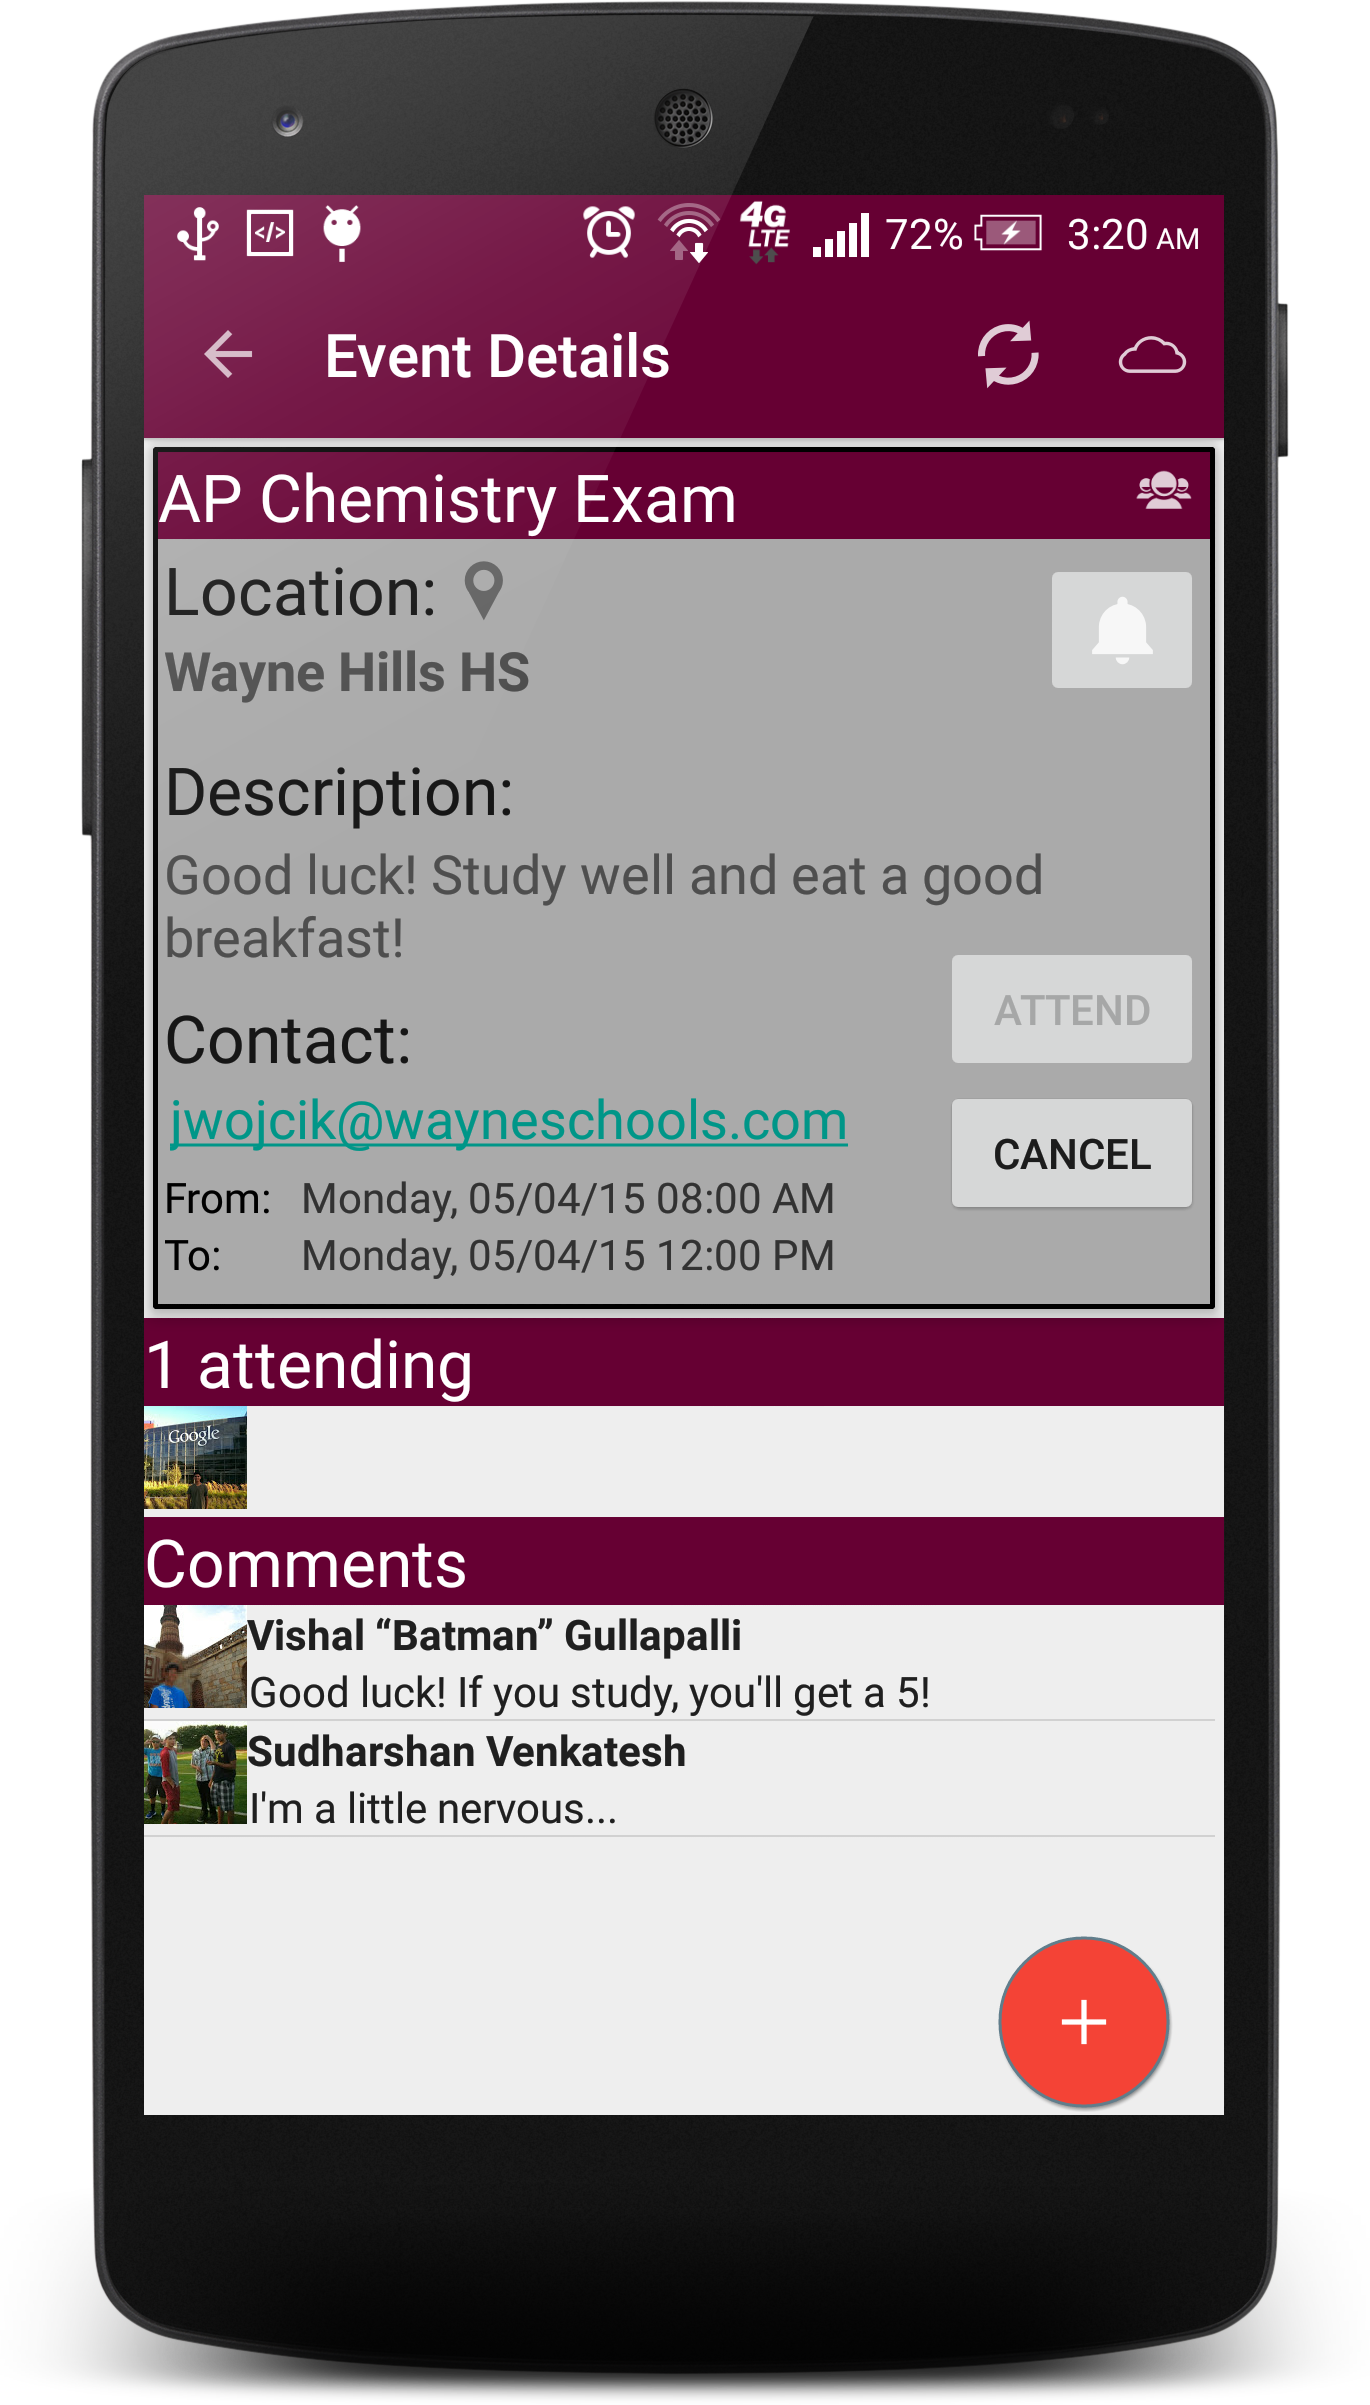 </> 4G LTE 72% 3:20 AM
Event Details
AP Chemistry Exam
Location:
Wayne Hills HS
Description:
Good luck! Study well and eat a good
breakfast!
ATTEND
Contact:
jwojcik@wayneschools.com
CANCEL
From: Monday, 05/04/15 08:00 AM
To: Monday, 05/04/15 12:00 PM
1 attending
Google
Comments
Vishal “Batman” Gullapalli
Good luck! If you study, you'll get a 5!
Sudharshan Venkatesh
I'm a little nervous...